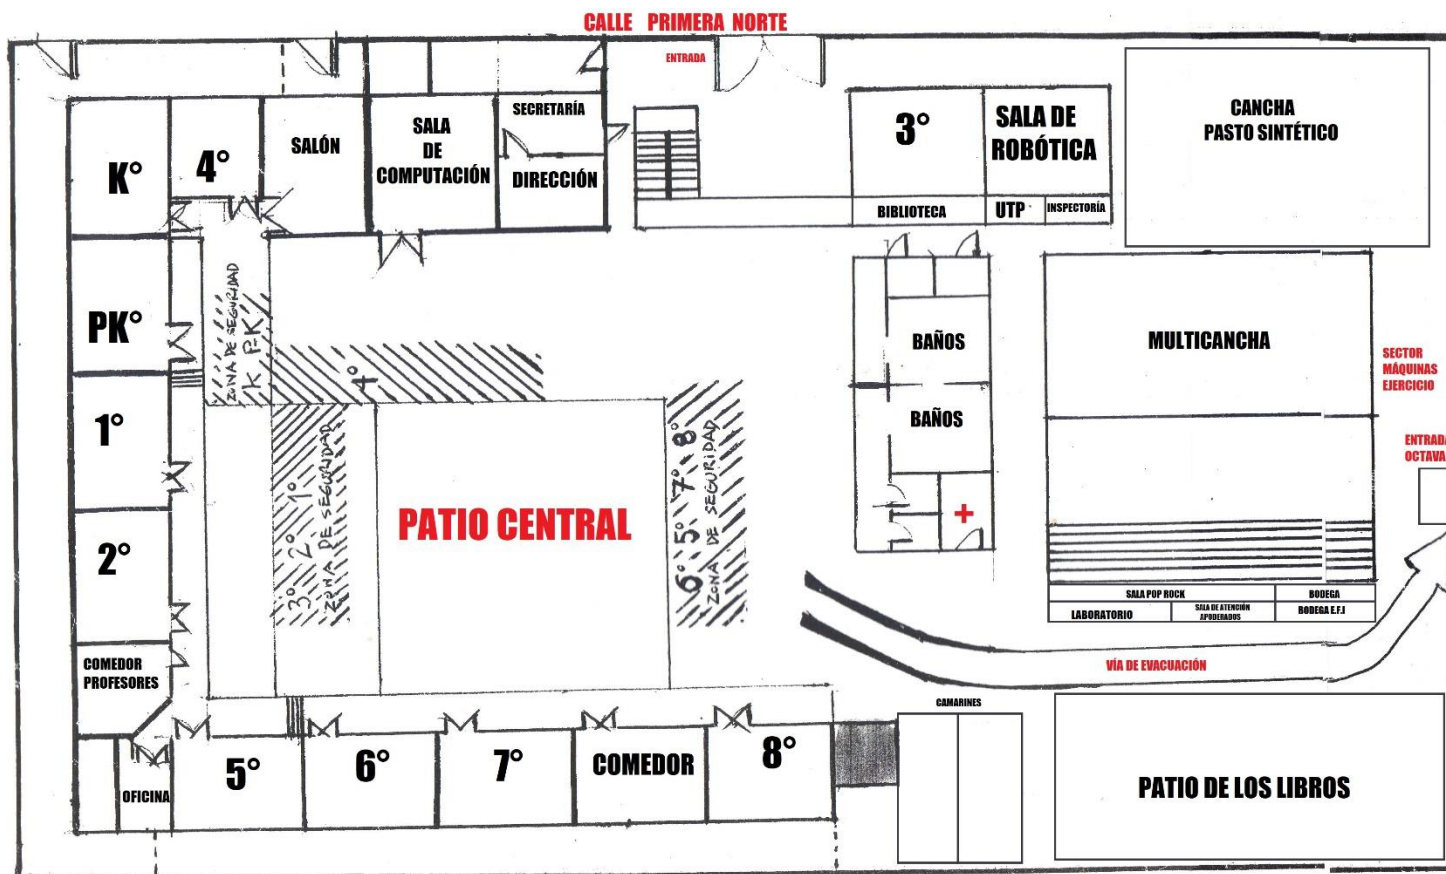 CALLE PRIMERA NORTE
ENTRADA
K°
4°
SALÓN
SALA
DE
COMPUTACIÓN
SECRETARÍA
DIRECCIÓN
3°
SALA DE
ROBÓTICA
BIBLIOTECA
UTP
INSPECTORÍA
CANCHA
PASTO SINTÉTICO
PK°
ZONA DE SEGURIDAD
K P-K
4°
BAÑOS
BAÑOS
+
MULTICANCHA
SECTOR
MÁQUINAS
EJERCICIO
ENTRADA
OCTAVA
1°
2°
3° 2° 1°
ZONA DE SEGURIDAD
PATIO CENTRAL
6° 5° 7° 8°
ZONA DE SEGURIDAD
SALA POP ROCK
BODEGA
LABORATORIO
SALA DE ATENCIÓN
APODERADOS
BODEGA E.F.I
COMEDOR
PROFESORES
VÍA DE EVACUACIÓN
CAMARINES
OFICINA
5°
6°
7°
COMEDOR
8°
PATIO DE LOS LIBROS